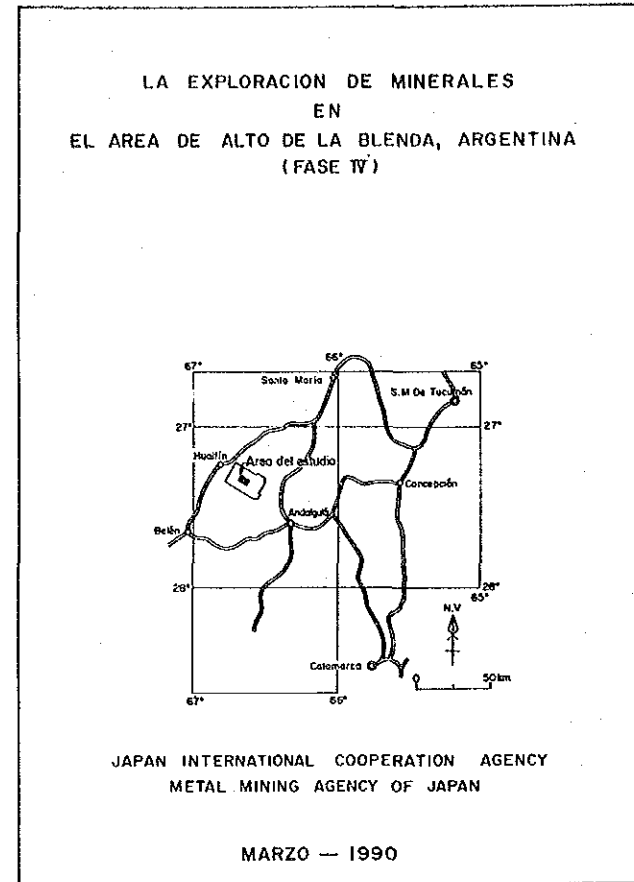 LA EXPLORACION DE MINERALES
EN
EL AREA DE ALTO DE LA BLENDA, ARGENTINA
(FASE IV)
67° 66° 65°
Santa María
S.M De Tucumán
27° 27°
Hualfín
Area del estudio
Concepción
Andalgalá
Belén
28° 28°
65°
N.V
Catamarca
0 50km
67° 66°
JAPAN INTERNATIONAL COOPERATION AGENCY
METAL MINING AGENCY OF JAPAN
MARZO — 1990